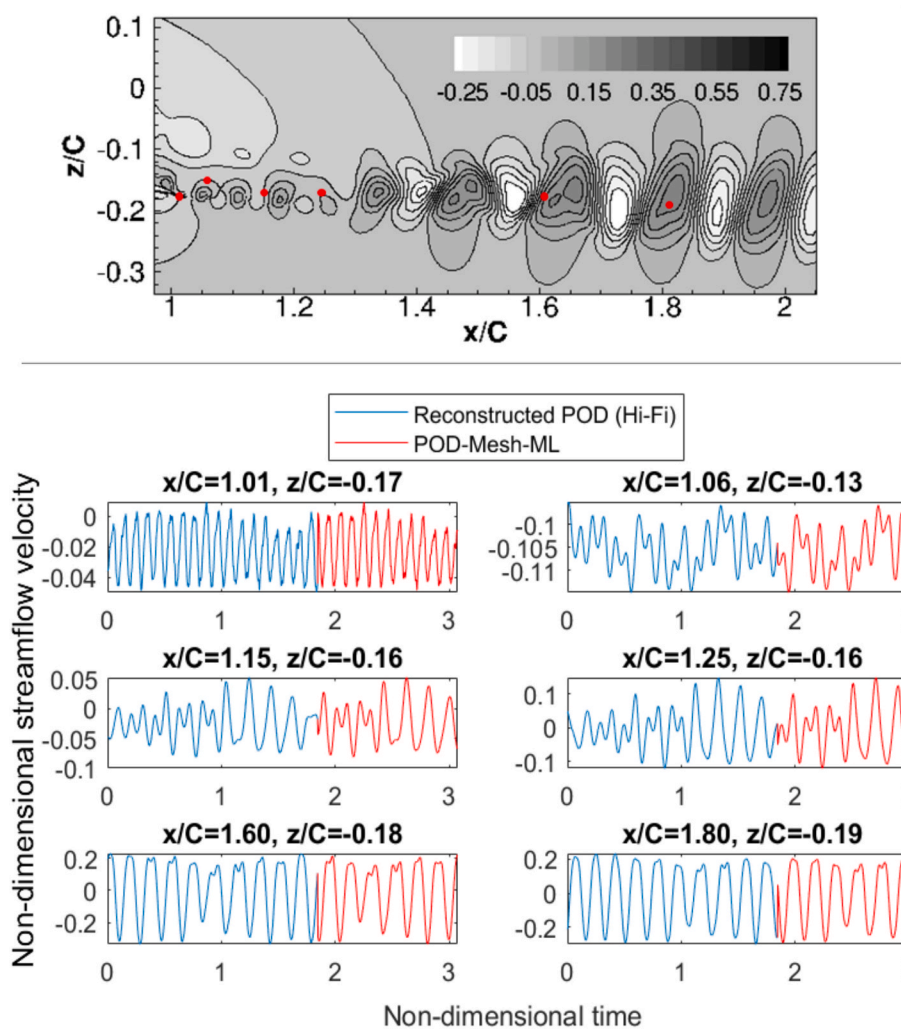 0.1
0
-0.1
-0.2
-0.3
z/C
-0.25 -0.05 0.15 0.35 0.55 0.75
1 1.2 1.4 1.6 1.8 2
x/C
Reconstructed POD (Hi-Fi)
POD-Mesh-ML
Non-dimensional streamflow velocity
x/C=1.01, z/C=-0.17
0
-0.02
-0.04
0 1 2 3
x/C=1.06, z/C=-0.13
-0.1
-0.105
-0.11
0 1 2
x/C=1.15, z/C=-0.16
0.05
0
-0.05
-0.1
0 1 2 3
x/C=1.25, z/C=-0.16
0.1
0
-0.1
0 1 2
x/C=1.60, z/C=-0.18
0.2
0
-0.2
0 1 2 3
x/C=1.80, z/C=-0.19
0.2
0
-0.2
0 1 2
Non-dimensional time